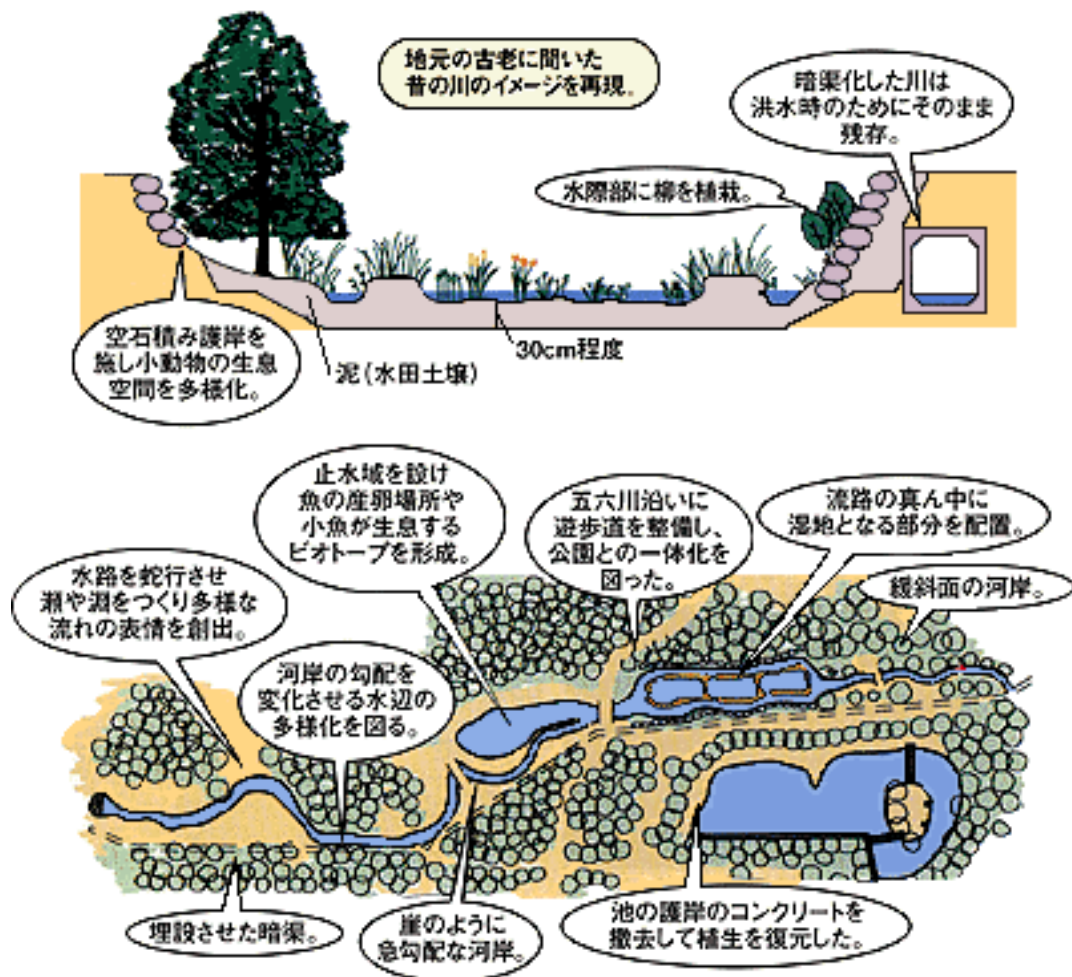 地元の古老に聞いた
昔の川のイメージを再現。
暗渠化した川は
洪水時のためにそのまま
残存。
水際部に柳を植栽。
空石積み護岸を
施し小動物の生息
空間を多様化。
泥(水田土壌)
30cm程度
止水域を設け
魚の産卵場所や
小魚が生息する
ビオトープを形成。
五六川沿いに
遊歩道を整備し、
公園との一体化を
図った。
流路の真ん中に
湿地となる部分を配置。
水路を蛇行させ
瀬や淵をつくり多様な
流れの表情を創出。
緩斜面の河岸。
河岸の勾配を
変化させる水辺の
多様化を図る。
埋設させた暗渠。
崖のように
急勾配な河岸。
池の護岸のコンクリートを
撤去して植生を復元した。